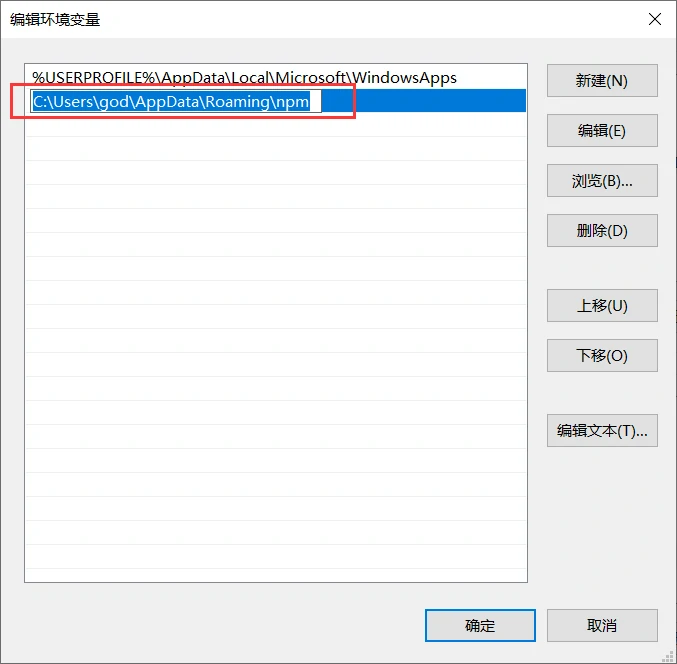 编辑环境变量
%USERPROFILE%\AppData\Local\Microsoft\WindowsApps
C:\Users\god\AppData\Roaming\npm
新建(N)
编辑(E)
浏览(B)...
删除(D)
上移(U)
下移(O)
编辑文本(T)...
确定
取消